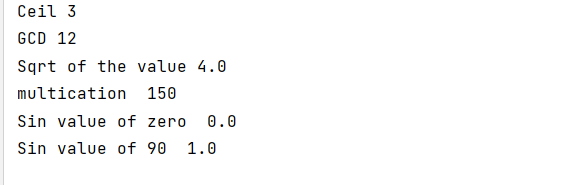 Ceil 3
GCD 12
Sqrt of the value 4.0
multication  150
Sin value of zero  0.0
Sin value of 90  1.0